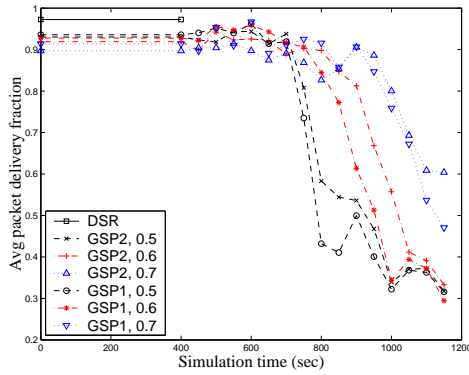 1
0.9
0.8
0.7
0.6
0.5
0.4
0.3
0.2
Avg packet delivery fraction
DSR
GSP2, 0.5
GSP2, 0.6
GSP2, 0.7
GSP1, 0.5
GSP1, 0.6
GSP1, 0.7
0 200 400 600 800 1000 1200
Simulation time (sec)